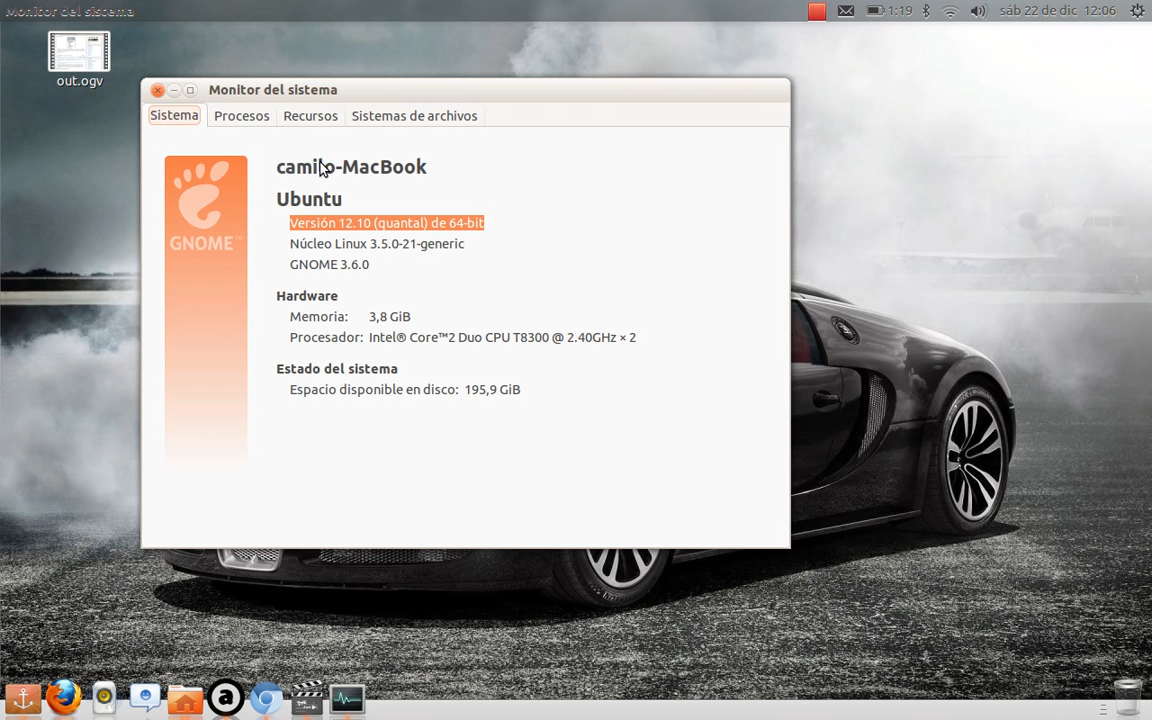 Monitor del sistema
1:19
sáb 22 de dic 12:06
out.ogv
Monitor del sistema
Sistema
Procesos
Recursos
Sistemas de archivos
GNOME™
camilo-MacBook
Ubuntu
Versión 12.10 (quantal) de 64-bit
Núcleo Linux 3.5.0-21-generic
GNOME 3.6.0
Hardware
Memoria: 3,8 GiB
Procesador: Intel® Core™2 Duo CPU T8300 @ 2.40GHz × 2
Estado del sistema
Espacio disponible en disco: 195,9 GiB
a